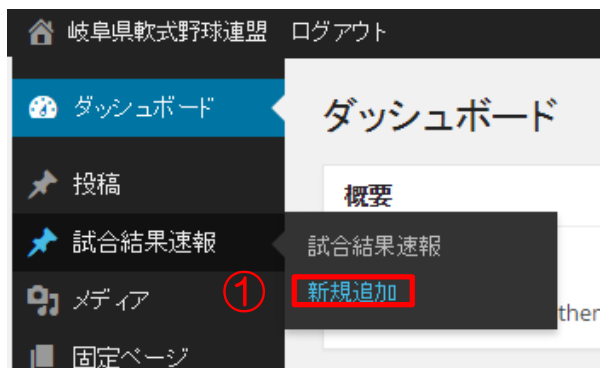 岐阜県軟式野球連盟 ログアウト
ダッシュボード
ダッシュボード
投稿
概要
試合結果速報
試合結果速報
① 新規追加
メディア
ther
固定ページ